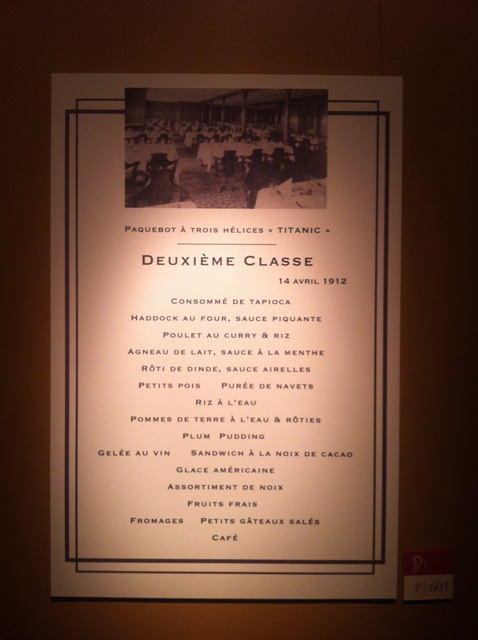 PAQUEBOT À TROIS HÉLICES « TITANIC »
DEUXIÈME CLASSE
14 AVRIL 1912
CONSOMMÉ DE TAPIOCA
HADDOCK AU FOUR, SAUCE PIQUANTE
POULET AU CURRY & RIZ
AGNEAU DE LAIT, SAUCE À LA MENTHE
RÔTI DE DINDE, SAUCE AIRELLES
PETITS POIS PURÉE DE NAVETS
RIZ À L'EAU
POMMES DE TERRE À L'EAU & RÔTIES
PLUM PUDDING
GELÉE AU VIN SANDWICH À LA NOIX DE CACAO
GLACE AMÉRICAINE
ASSORTIMENT DE NOIX
FRUITS FRAIS
FROMAGES PETITS GÂTEAUX SALÉS
CAFÉ